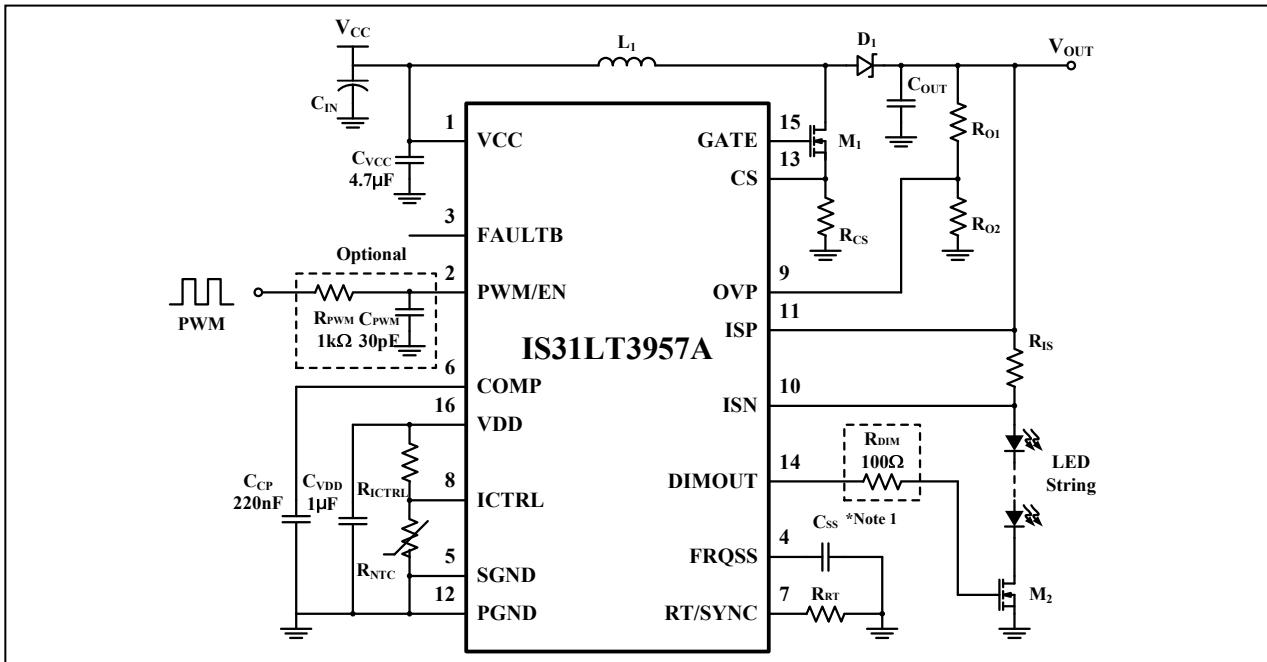 VCC
L1
D1
VOUT
CIN
COUT
1
VCC
GATE
15
RO1
M1
13
CS
CVCC
4.7µF
3
FAULTB
RCS
RO2
Optional
2
PWM/EN
9
OVP
PWM
RPWM CPWM
1kΩ 30pF
11
ISP
IS31LT3957A
RIS
6
COMP
10
ISN
16
VDD
RDIM
100Ω
14
DIMOUT
LED
String
CCP
220nF
CVDD
1µF
RICTRL
8
ICTRL
CSS
*Note 1
4
FRQSS
RNTC
5
SGND
12
PGND
7
RT/SYNC
RRT
M2